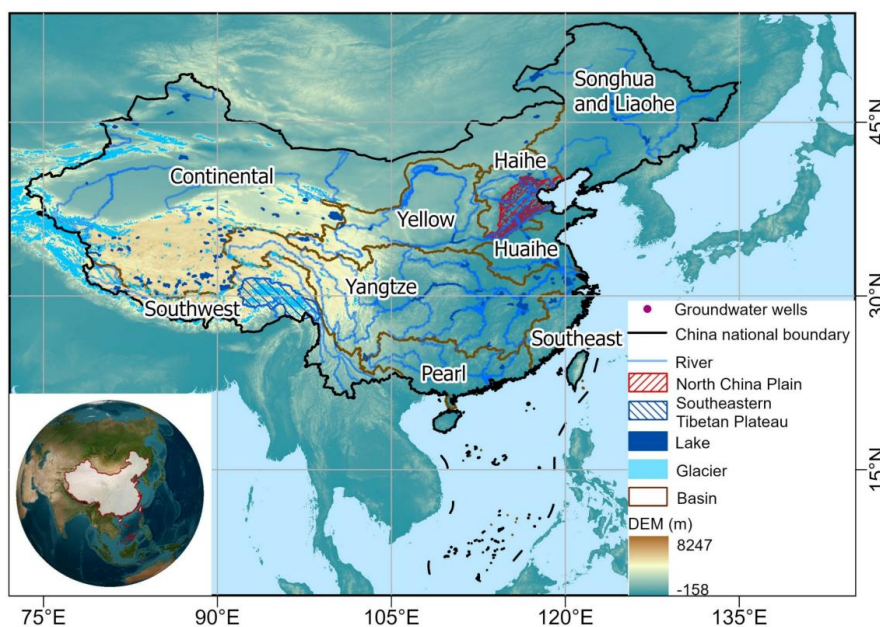 Songhua
and Liaohe
45°N
Haihe
Continental
Yellow
Huaihe
Yangtze
30°N
Southwest
Groundwater wells
China national boundary
Southeast
River
Pearl
North China Plain
Southeastern
Tibetan Plateau
Lake
15°N
Glacier
Basin
DEM (m)
8247
-158
75°E 90°E 105°E 120°E 135°E